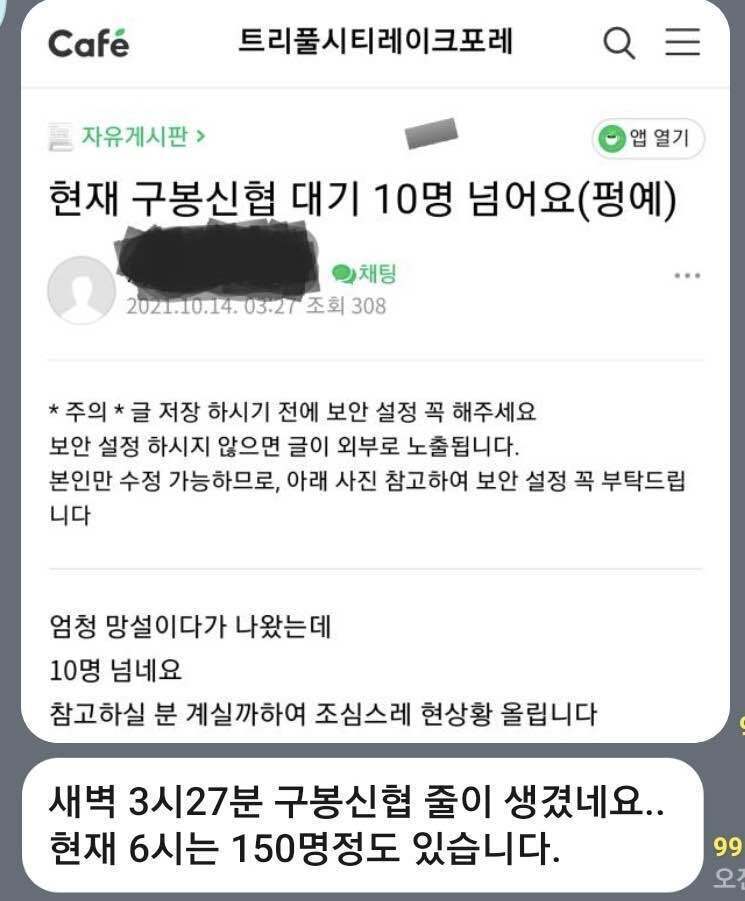 Café
트리풀시티레이크포레
자유게시판 >
앱 열기
현재 구봉신협 대기 10명 넘어요(펑예)
채팅
2021.10.14. 03:27 조회 308
* 주의 * 글 저장 하시기 전에 보안 설정 꼭 해주세요
보안 설정 하시지 않으면 글이 외부로 노출됩니다.
본인만 수정 가능하므로, 아래 사진 참고하여 보안 설정 꼭 부탁드립
니다
엄청 망설이다가 나왔는데
10명 넘네요
참고하실 분 계실까하여 조심스레 현상황 올립니다
새벽 3시27분 구봉신협 줄이 생겼네요..
현재 6시는 150명정도 있습니다.
99